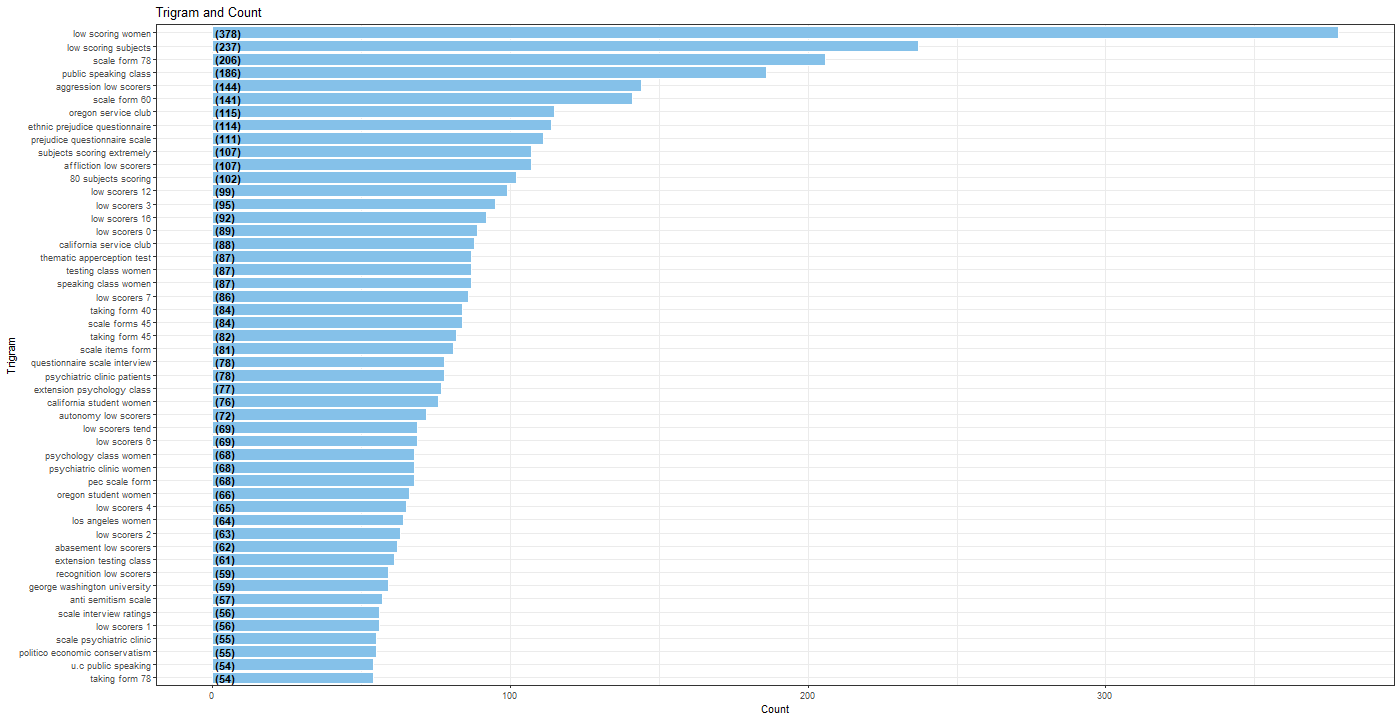 Trigram and Count
low scoring women (378)
low scoring subjects (237)
scale form 78 (206)
public speaking class (186)
aggression low scorers (144)
scale form 60 (141)
oregon service club (115)
ethnic prejudice questionnaire (114)
prejudice questionnaire scale (111)
subjects scoring extremely (107)
affliction low scorers (107)
80 subjects scoring (102)
low scorers 12 (99)
low scorers 3 (95)
low scorers 16 (92)
low scorers 0 (89)
california service club (88)
thematic apperception test (87)
testing class women (87)
speaking class women (87)
low scorers 7 (86)
taking form 40 (84)
scale forms 45 (84)
taking form 45 (82)
scale items form (81)
questionnaire scale interview (78)
psychiatric clinic patients (78)
extension psychology class (77)
california student women (76)
autonomy low scorers (72)
low scorers tend (69)
low scorers 6 (69)
psychology class women (68)
psychiatric clinic women (68)
pec scale form (68)
oregon student women (66)
low scorers 4 (65)
los angeles women (64)
low scorers 2 (63)
abasement low scorers (62)
extension testing class (61)
recognition low scorers (59)
george washington university (59)
anti semitism scale (57)
scale interview ratings (56)
low scorers 1 (56)
scale psychiatric clinic (55)
politico economic conservatism (55)
u.c public speaking (54)
taking form 78 (54)
Trigram
0 100 200 300
Count